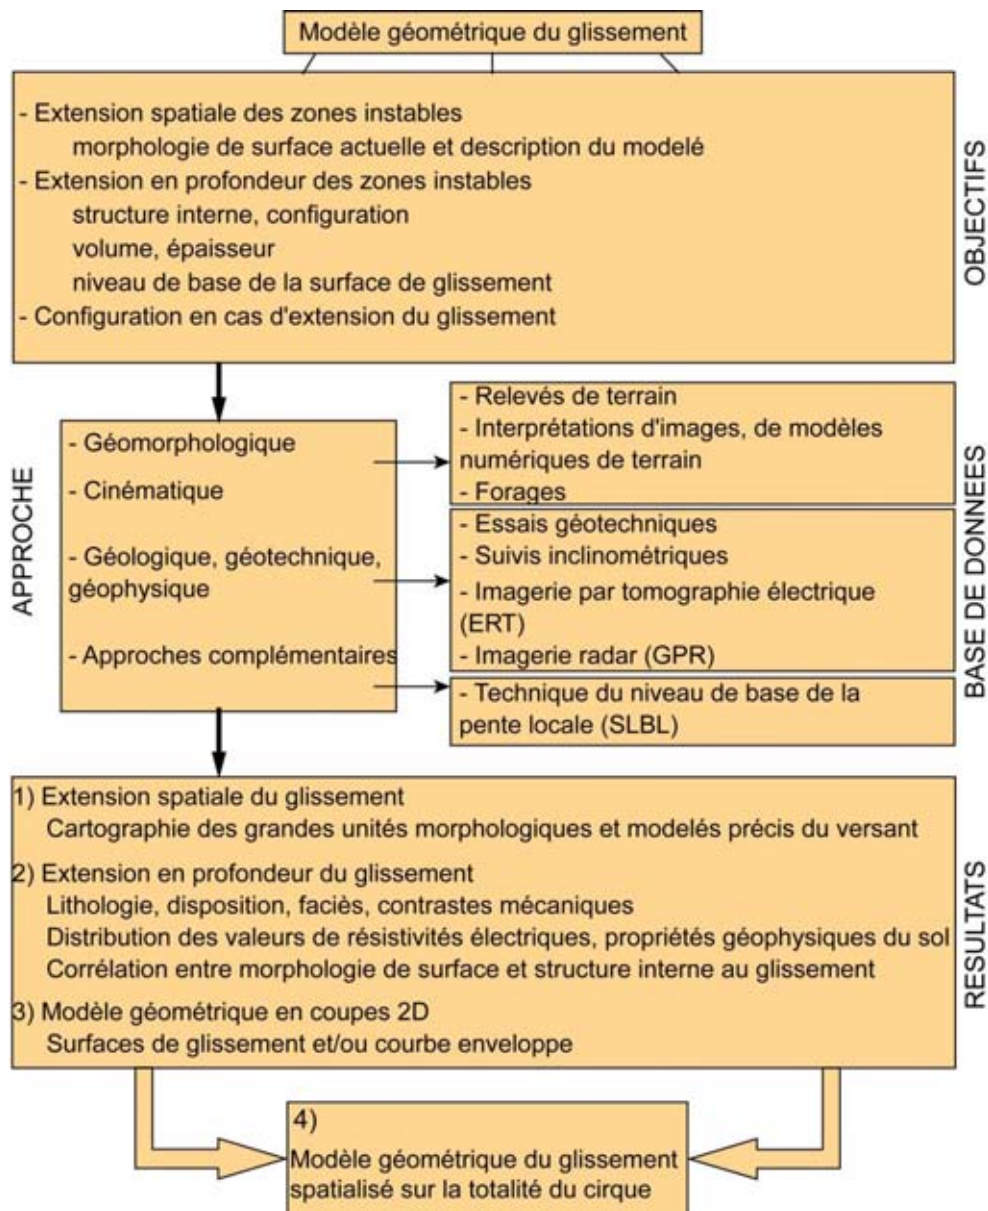 Modèle géométrique du glissement
- Extension spatiale des zones instables
morphologie de surface actuelle et description du modelé
- Extension en profondeur des zones instables
structure interne, configuration
volume, épaisseur
niveau de base de la surface de glissement
- Configuration en cas d'extension du glissement
OBJECTIFS
APPROCHE
- Géomorphologique
- Cinématique
- Géologique, géotechnique,
géophysique
- Approches complémentaires
- Relevés de terrain
- Interprétations d'images, de modèles
numériques de terrain
- Forages
- Essais géotechniques
- Suivis inclinométriques
- Imagerie par tomographie électrique
(ERT)
- Imagerie radar (GPR)
- Technique du niveau de base de la
pente locale (SLBL)
BASE DE DONNEES
1) Extension spatiale du glissement
Cartographie des grandes unités morphologiques et modelés précis du versant
2) Extension en profondeur du glissement
Lithologie, disposition, faciès, contrastes mécaniques
Distribution des valeurs de résistivités électriques, propriétés géophysiques du sol
Corrélation entre morphologie de surface et structure interne au glissement
3) Modèle géométrique en coupes 2D
Surfaces de glissement et/ou courbe enveloppe
RESULTATS
4)
Modèle géométrique du glissement
spatialisé sur la totalité du cirque